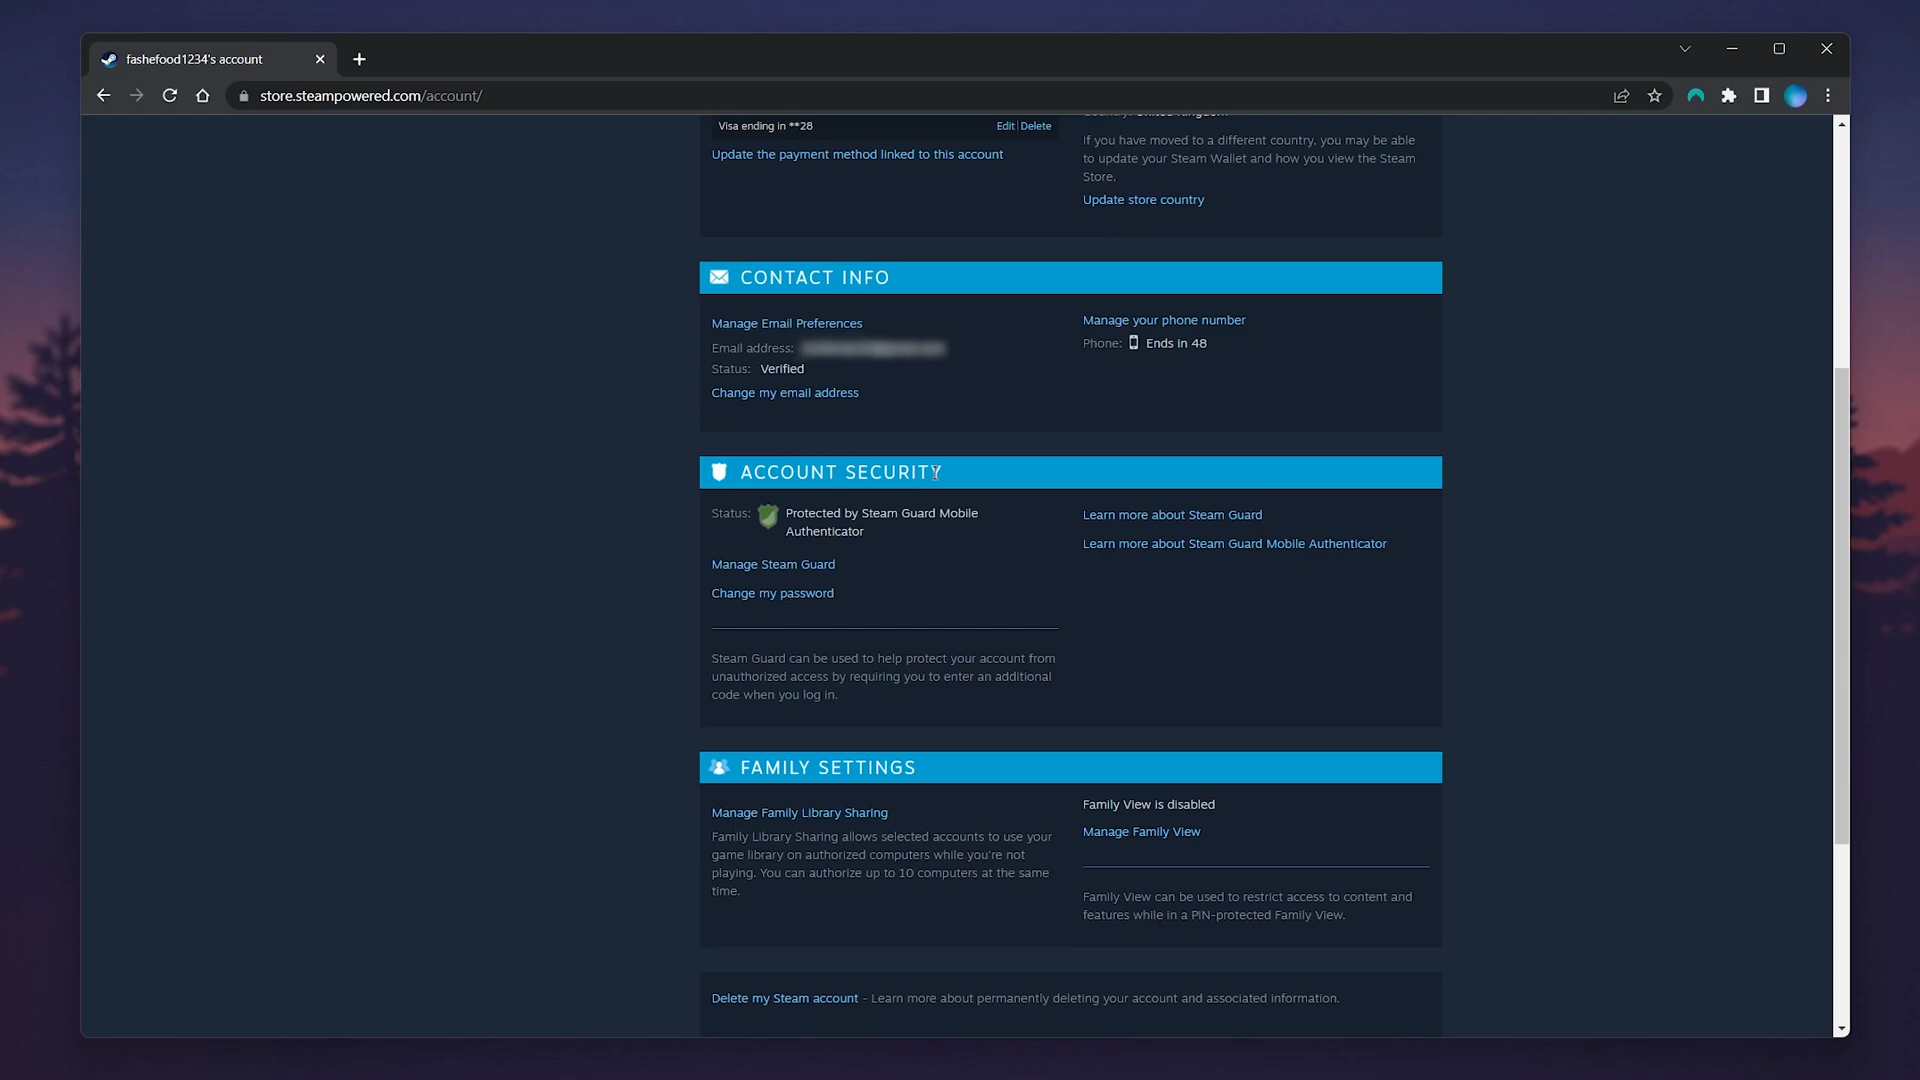 fashefood1234's account
store.steampowered.com/account/
Visa ending in **28
Edit | Delete
Update the payment method linked to this account
Country: United Kingdom
If you have moved to a different country, you may be able
to update your Steam Wallet and how you view the Steam
Store.
Update store country
CONTACT INFO
Manage Email Preferences
Email address:
Status: Verified
Change my email address
Manage your phone number
Phone: Ends in 48
ACCOUNT SECURITY
Status: Protected by Steam Guard Mobile
Authenticator
Manage Steam Guard
Change my password
Steam Guard can be used to help protect your account from
unauthorized access by requiring you to enter an additional
code when you log in.
Learn more about Steam Guard
Learn more about Steam Guard Mobile Authenticator
FAMILY SETTINGS
Manage Family Library Sharing
Family Library Sharing allows selected accounts to use your
game library on authorized computers while you're not
playing. You can authorize up to 10 computers at the same
time.
Family View is disabled
Manage Family View
Family View can be used to restrict access to content and
features while in a PIN-protected Family View.
Delete my Steam account - Learn more about permanently deleting your account and associated information.